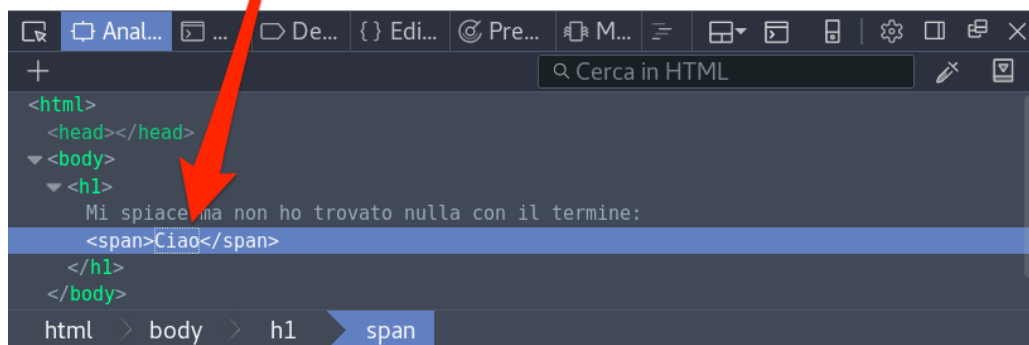 Anal... ... De... { } Edi... Pre... M...
+ Cerca in HTML
<html>
<head></head>
<body>
<h1>
Mi spiace ma non ho trovato nulla con il termine:
<span>Ciao</span>
</h1>
</body>
html body h1 span